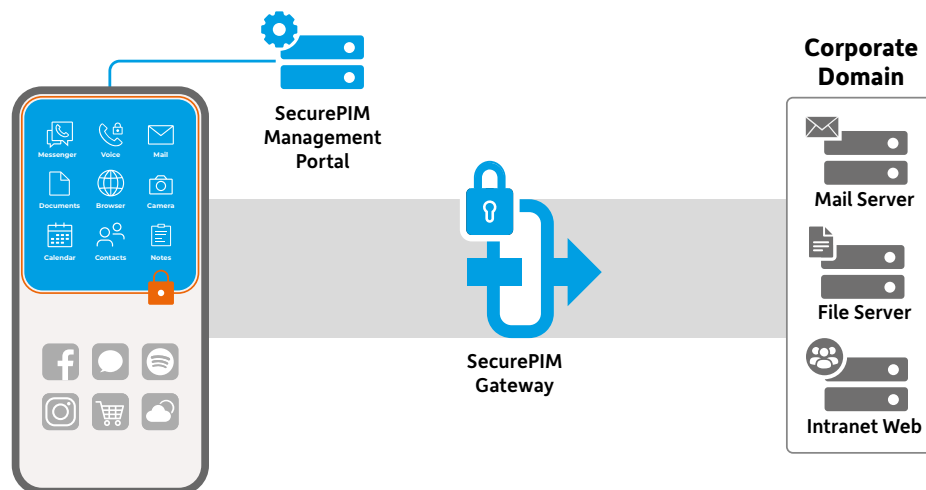 SecurePIM
Management
Portal
Corporate
Domain
Messenger
Voice
Mail
Documents
Browser
Camera
Calendar
Contacts
Notes
Mail Server
File Server
Intranet Web
SecurePIM
Gateway